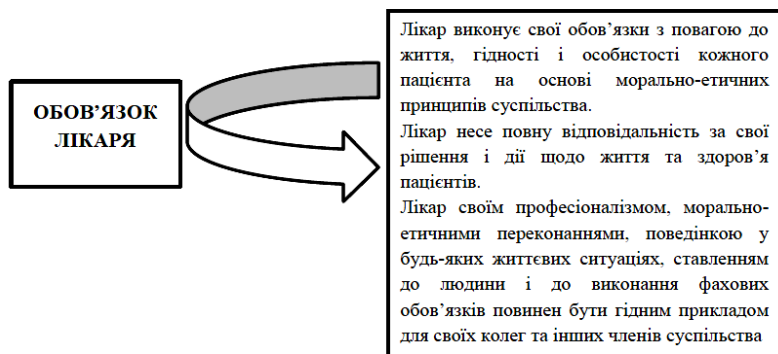 ОБОВ’ЯЗОК
ЛІКАРЯ
Лікар виконує свої обов’язки з повагою до
життя, гідності і особистості кожного
пацієнта на основі морально-етичних
принципів суспільства.
Лікар несе повну відповідальність за свої
рішення і дії щодо життя та здоров’я
пацієнтів.
Лікар своїм професіоналізмом, морально-
етичними переконаннями, поведінкою у
будь-яких життєвих ситуаціях, ставленням
до людини і до виконання фахових
обов’язків повинен бути гідним прикладом
для своїх колег та інших членів суспільства